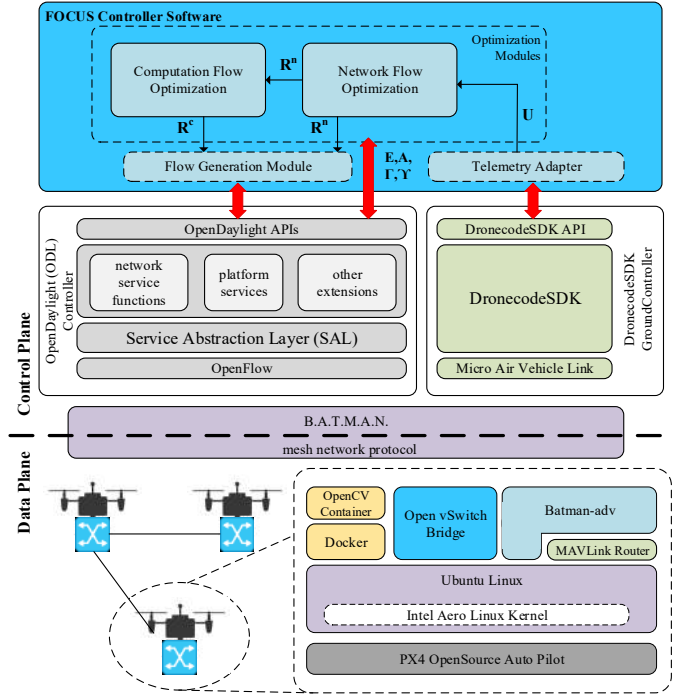 FOCUS Controller Software
Optimization
Modules
Computation Flow
Optimization
R^n
Network Flow
Optimization
R^c
R^n
U
E,Λ,
Γ,ϒ
Flow Generation Module
Telemetry Adapter
Control Plane
OpenDaylight (ODL)
Controller
OpenDaylight APIs
network
service
functions
platform
services
other
extensions
Service Abstraction Layer (SAL)
OpenFlow
DronecodeSDK API
DronecodeSDK
Micro Air Vehicle Link
DronecodeSDK
GroundController
B.A.T.M.A.N.
mesh network protocol
Data Plane
OpenCV
Container
Docker
Open vSwitch
Bridge
Batman-adv
MAVLink Router
Ubuntu Linux
Intel Aero Linux Kernel
PX4 OpenSource Auto Pilot